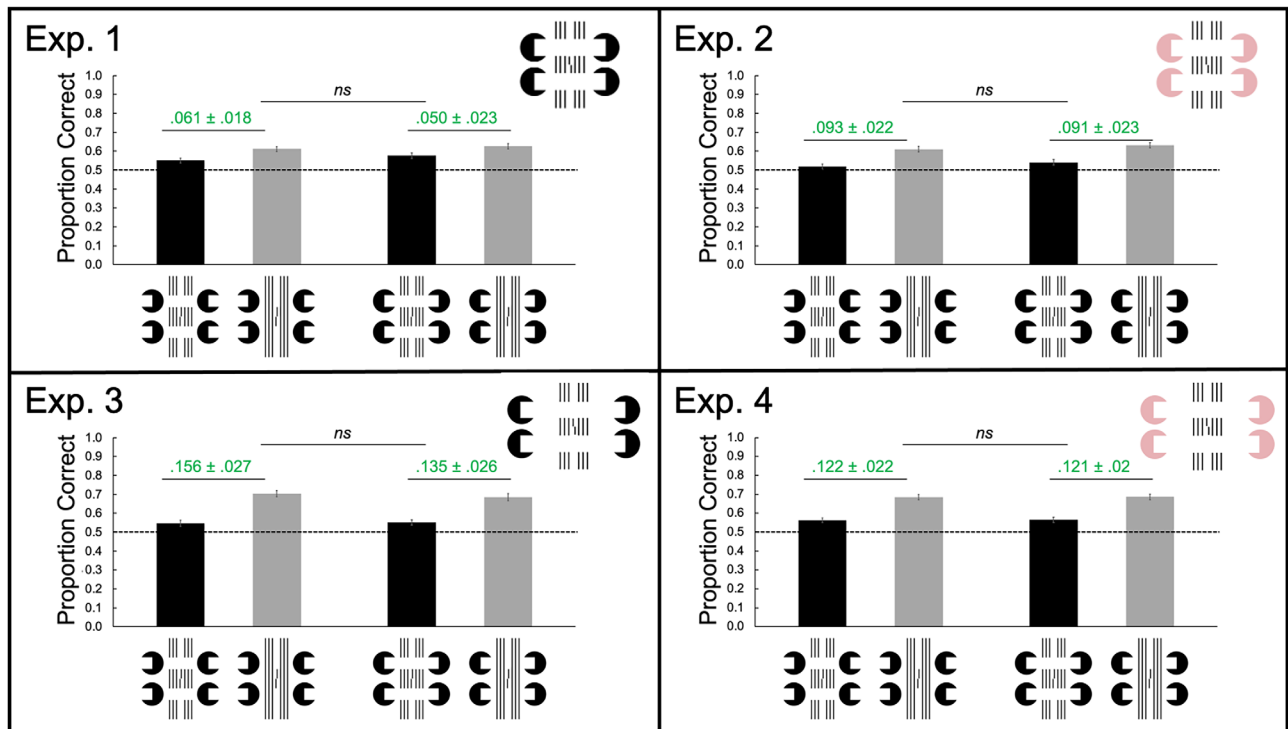 Exp. 1
Proportion Correct
1.0
0.9
0.8
0.7
0.6
0.5
0.4
0.3
0.2
0.1
0.0
ns
.061 ± .018
.050 ± .023
Exp. 2
Proportion Correct
1.0
0.9
0.8
0.7
0.6
0.5
0.4
0.3
0.2
0.1
0.0
ns
.093 ± .022
.091 ± .023
Exp. 3
Proportion Correct
1.0
0.9
0.8
0.7
0.6
0.5
0.4
0.3
0.2
0.1
0.0
ns
.156 ± .027
.135 ± .026
Exp. 4
Proportion Correct
1.0
0.9
0.8
0.7
0.6
0.5
0.4
0.3
0.2
0.1
0.0
ns
.122 ± .022
.121 ± .02